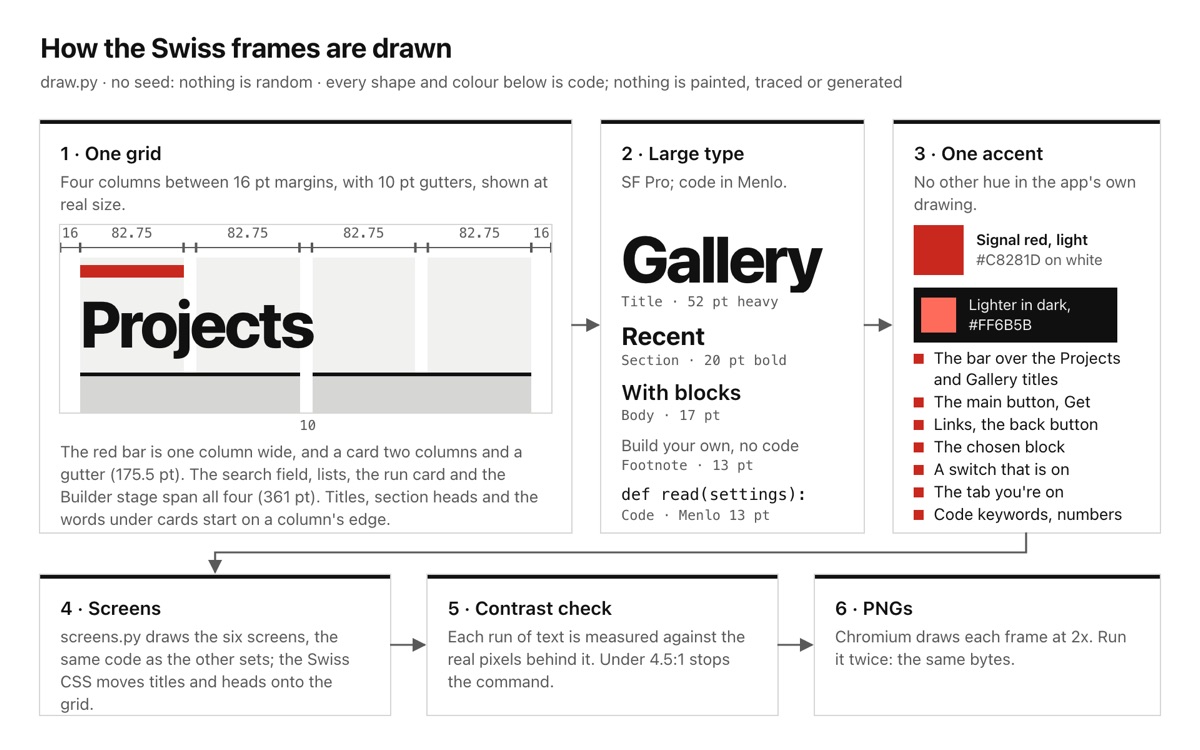 How the Swiss frames are drawn
draw.py · no seed: nothing is random · every shape and colour below is code; nothing is painted, traced or generated
1 · One grid
Four columns between 16 pt margins, with 10 pt gutters, shown at
real size.
16 82.75 82.75 82.75 82.75 16
Projects
10
The red bar is one column wide, and a card two columns and a
gutter (175.5 pt). The search field, lists, the run card and the
Builder stage span all four (361 pt). Titles, section heads and the
words under cards start on a column's edge.
2 · Large type
SF Pro; code in Menlo.
Gallery
Title · 52 pt heavy
Recent
Section · 20 pt bold
With blocks
Body · 17 pt
Build your own, no code
Footnote · 13 pt
def read(settings):
Code · Menlo 13 pt
3 · One accent
No other hue in the app's own
drawing.
Signal red, light
#C8281D on white
Lighter in dark,
#FF6B5B
The bar over the Projects
and Gallery titles
The main button, Get
Links, the back button
The chosen block
A switch that is on
The tab you're on
Code keywords, numbers
4 · Screens
screens.py draws the six screens, the
same code as the other sets; the Swiss
CSS moves titles and heads onto the
grid.
5 · Contrast check
Each run of text is measured against the
real pixels behind it. Under 4.5:1 stops
the command.
6 · PNGs
Chromium draws each frame at 2x. Run
it twice: the same bytes.